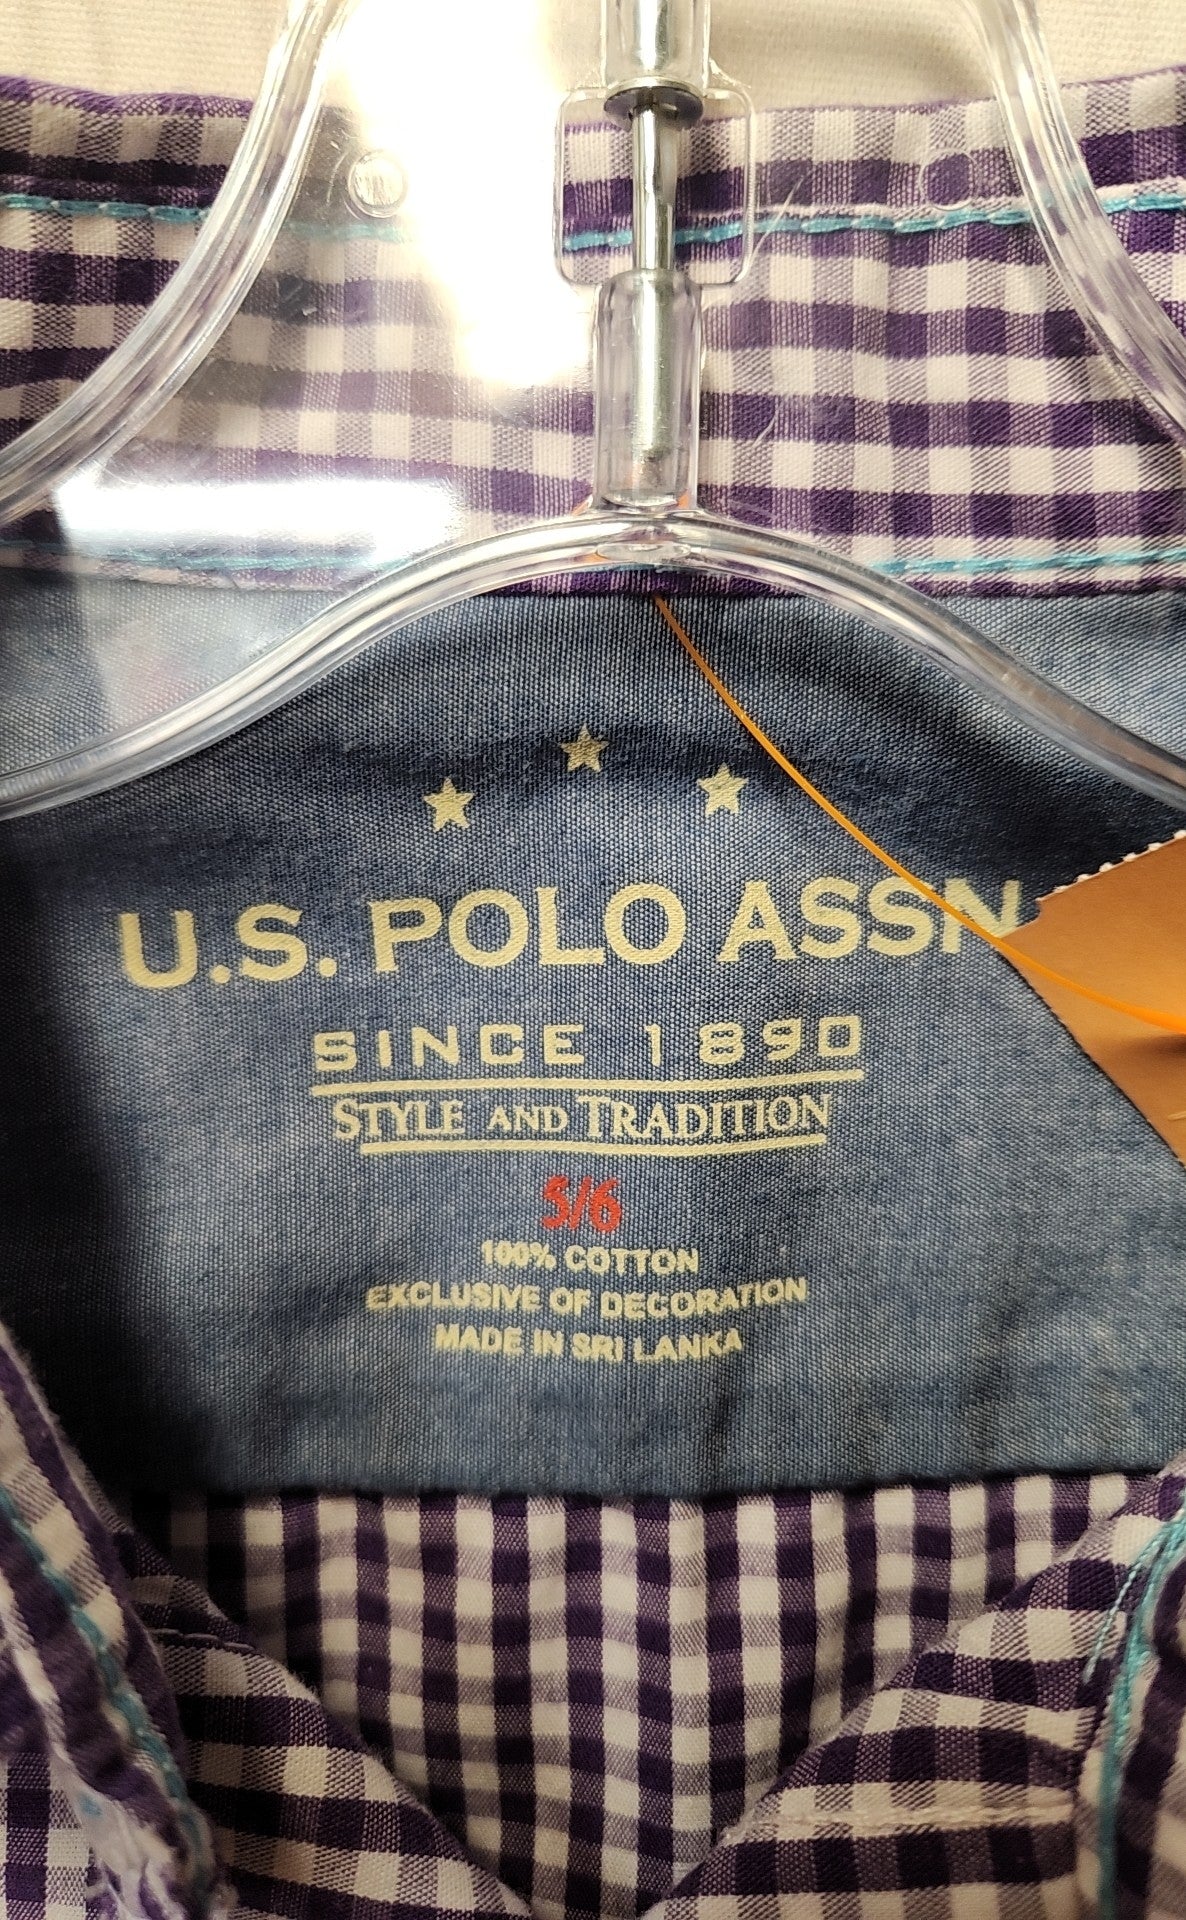 U.S. POLO ASSN
SINCE 1890
STYLE AND TRADITION
5/6
100% COTTON
EXCLUSIVE OF DECORATION
MADE IN SRI LANKA